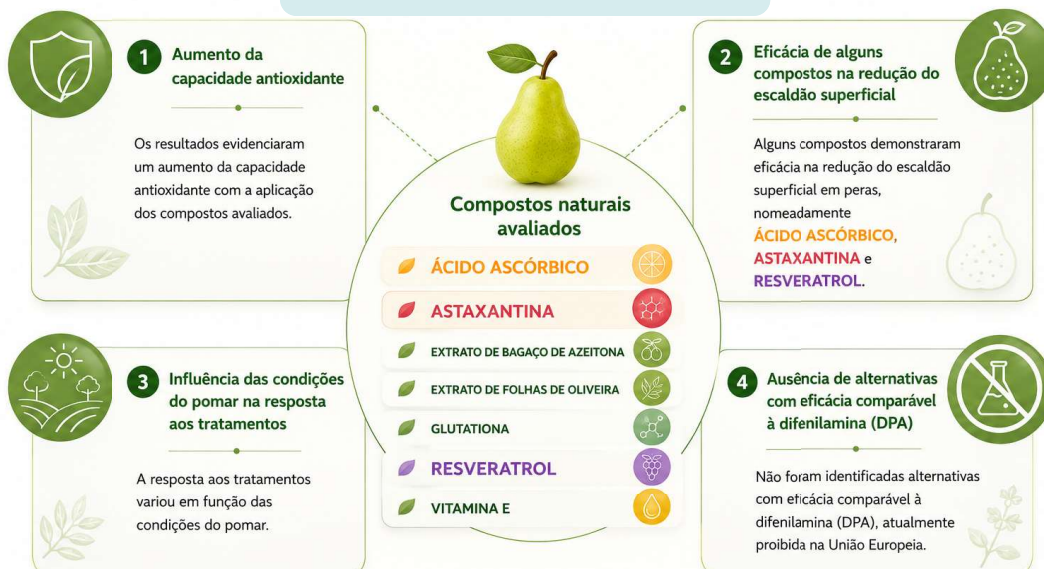 1
Aumento da
capacidade antioxidante
Os resultados evidenciaram
um aumento da capacidade
antioxidante com a aplicação
dos compostos avaliados.
2
Eficácia de alguns
compostos na redução do
escaldão superficial
Alguns compostos demonstraram
eficácia na redução do escaldão
superficial em peras,
nomeadamente
ÁCIDO ASCÓRBICO,
ASTAXANTINA e
RESVERATROL.
Compostos naturais
avaliados
ÁCIDO ASCÓRBICO
ASTAXANTINA
EXTRATO DE BAGAÇO DE AZEITONA
EXTRATO DE FOLHAS DE OLIVEIRA
GLUTATIONA
RESVERATROL
VITAMINA E
3
Influência das condições
do pomar na resposta
aos tratamentos
A resposta aos tratamentos
variou em função das
condições do pomar.
4
Ausência de alternativas
com eficácia comparável
à difenilamina (DPA)
Não foram identificadas alternativas
com eficácia comparável à
difenilamina (DPA), atualmente
proibida na União Europeia.